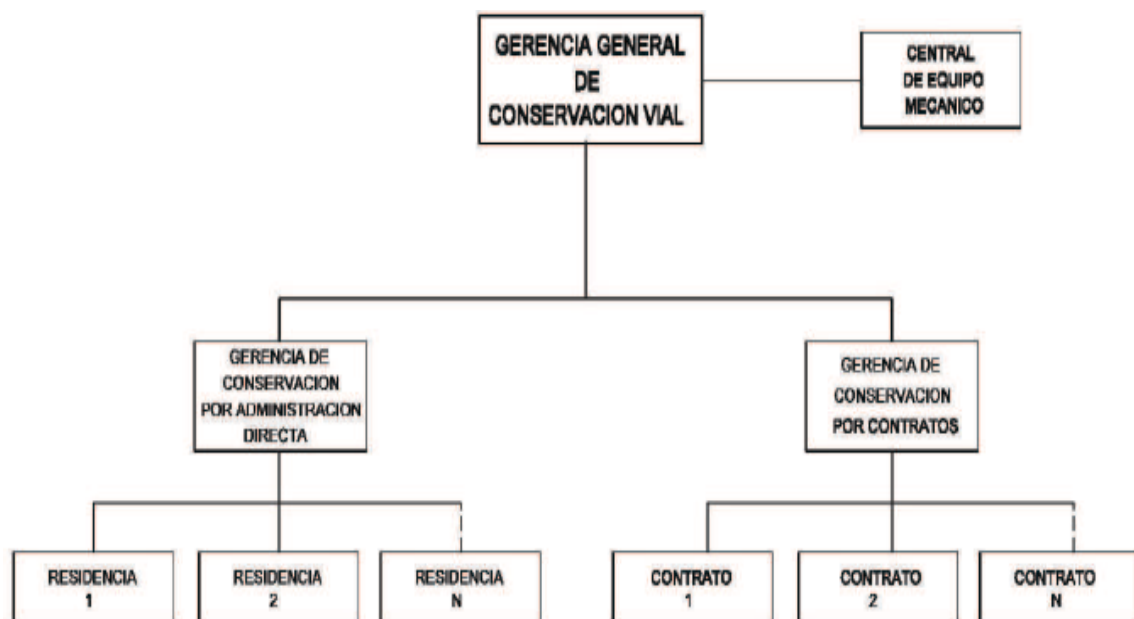 GERENCIA GENERAL
DE
CONSERVACION VIAL
CENTRAL
DE EQUIPO
MECANICO
GERENCIA DE
CONSERVACION
POR ADMINISTRACION
DIRECTA
GERENCIA DE
CONSERVACION
POR CONTRATOS
RESIDENCIA
1
RESIDENCIA
2
RESIDENCIA
N
CONTRATO
1
CONTRATO
2
CONTRATO
N